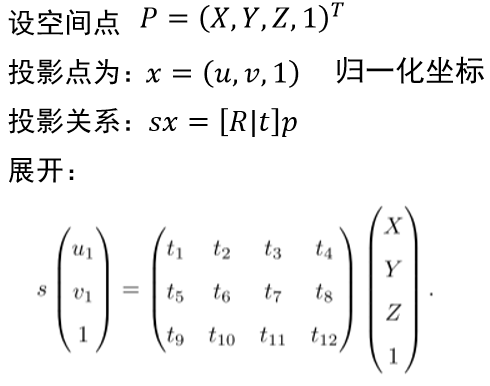 设空间点 P = (X, Y, Z, 1)^T
投影点为：x = (u, v, 1) 归一化坐标
投影关系：sx = [R|t]p
展开：
s ( u₁ ) = ( t₁ t₂ t₃ t₄ ) ( X )
( v₁ ) ( t₅ t₆ t₇ t₈ ) ( Y )
( 1 ) ( t₉ t₁₀ t₁₁ t₁₂ ) ( Z )
( 1 ) .